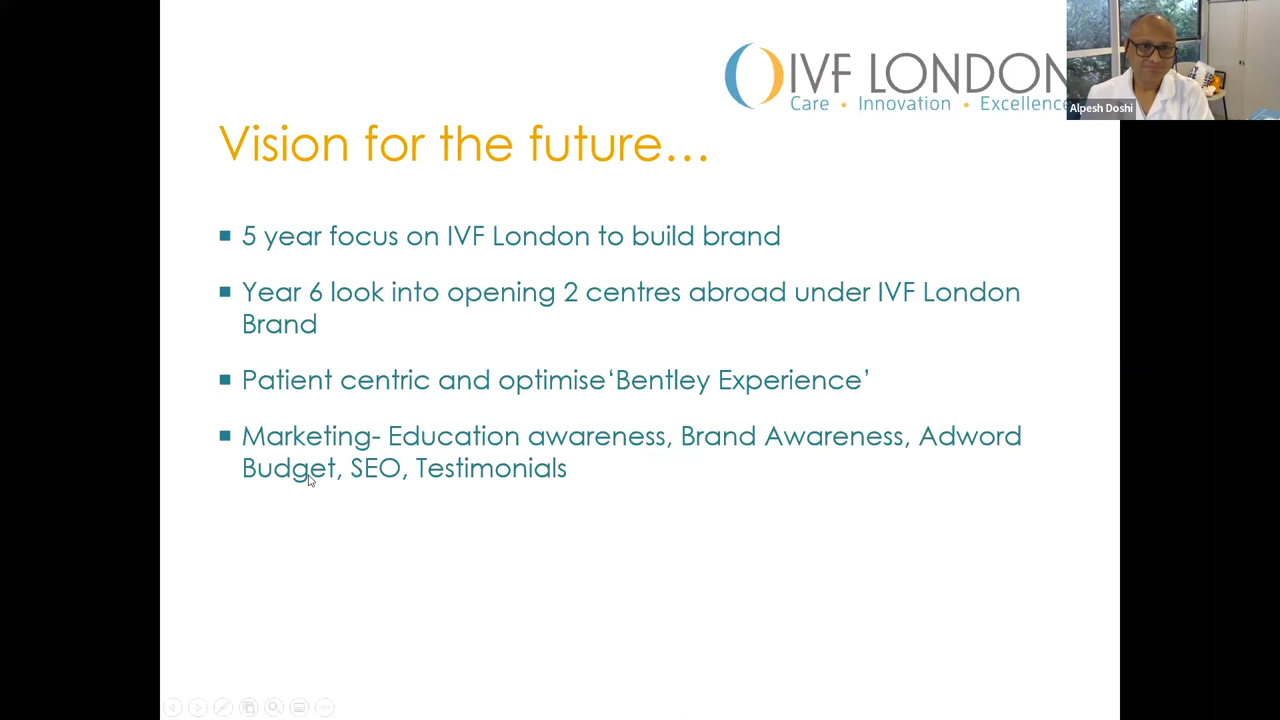 IVF LONDON
Care • Innovation • Excellence
Alpesh Doshi
Vision for the future...
■ 5 year focus on IVF London to build brand
■ Year 6 look into opening 2 centres abroad under IVF London
Brand
■ Patient centric and optimise‘Bentley Experience’
■ Marketing- Education awareness, Brand Awareness, Adword
Budget, SEO, Testimonials